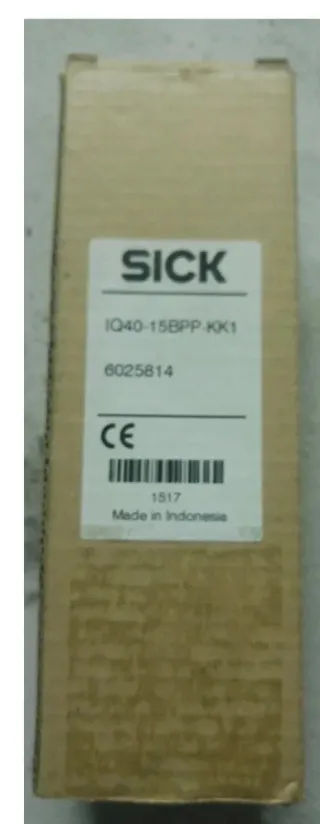 SICK
IQ40-15BPP-KK1
6025814
CE
1517
Made in Indonesia